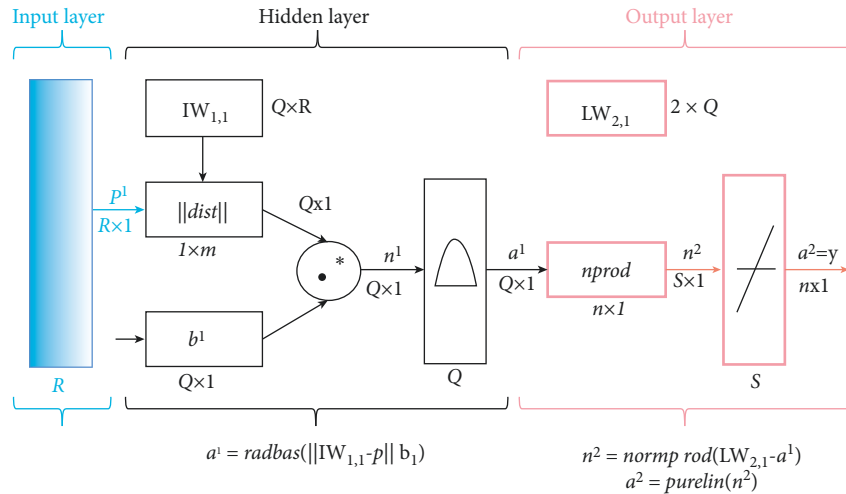 Input layer
Hidden layer
Output layer
IW1,1
Q×R
LW2,1
2 × Q
P¹
R×1
||dist||
1×m
Qx1
*
n¹
Q×1
a¹
Q×1
nprod
n×1
n²
S×1
a²=y
nx1
b¹
Q×1
R
Q
S
a¹ = radbas(||IW1,1-p|| b1)
n² = normp rod(LW2,1-a¹)
a² = purelin(n²)